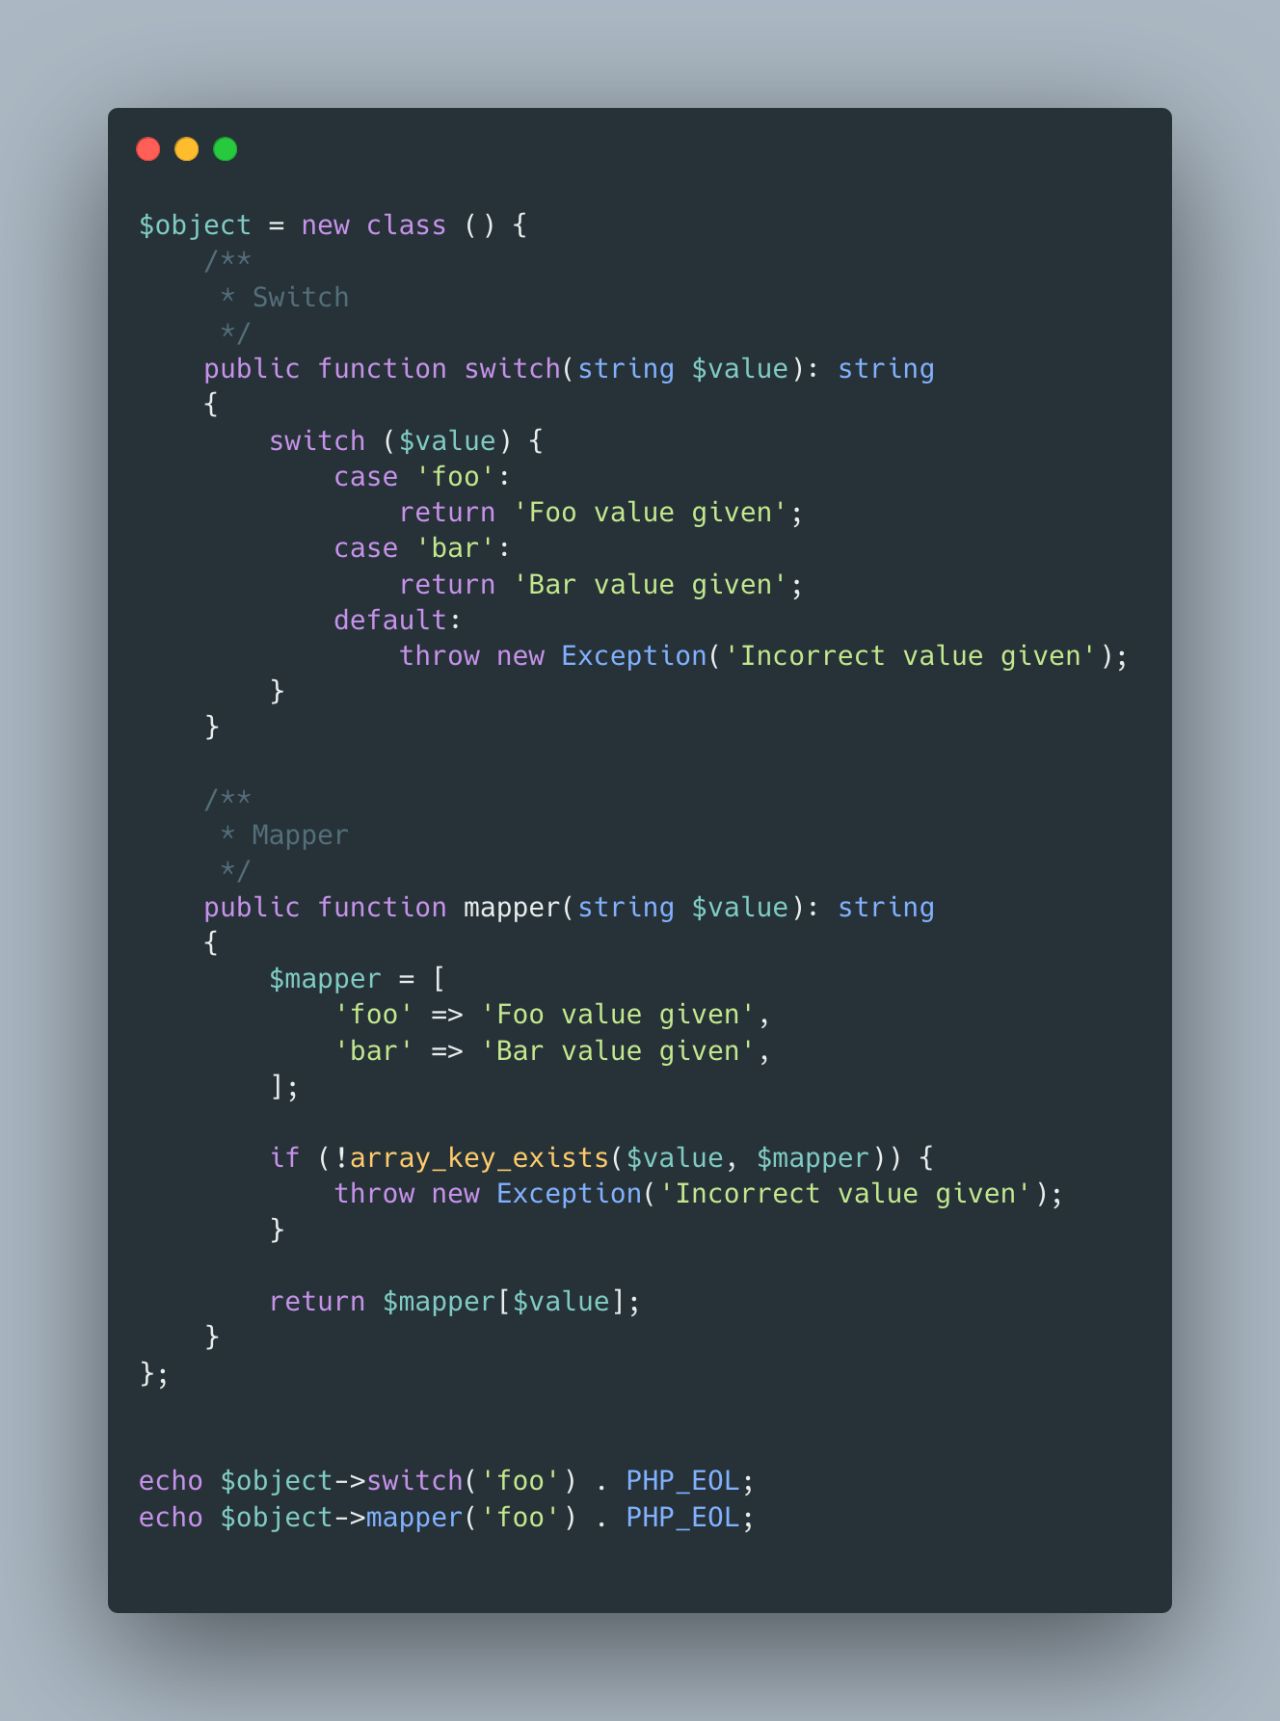 $object = new class () {
    /**
     * Switch
     */
    public function switch(string $value): string
    {
        switch ($value) {
            case 'foo':
                return 'Foo value given';
            case 'bar':
                return 'Bar value given';
            default:
                throw new Exception('Incorrect value given');
        }
    }

    /**
     * Mapper
     */
    public function mapper(string $value): string
    {
        $mapper = [
            'foo' => 'Foo value given',
            'bar' => 'Bar value given',
        ];

        if (!array_key_exists($value, $mapper)) {
            throw new Exception('Incorrect value given');
        }

        return $mapper[$value];
    }
};

echo $object->switch('foo') . PHP_EOL;
echo $object->mapper('foo') . PHP_EOL;